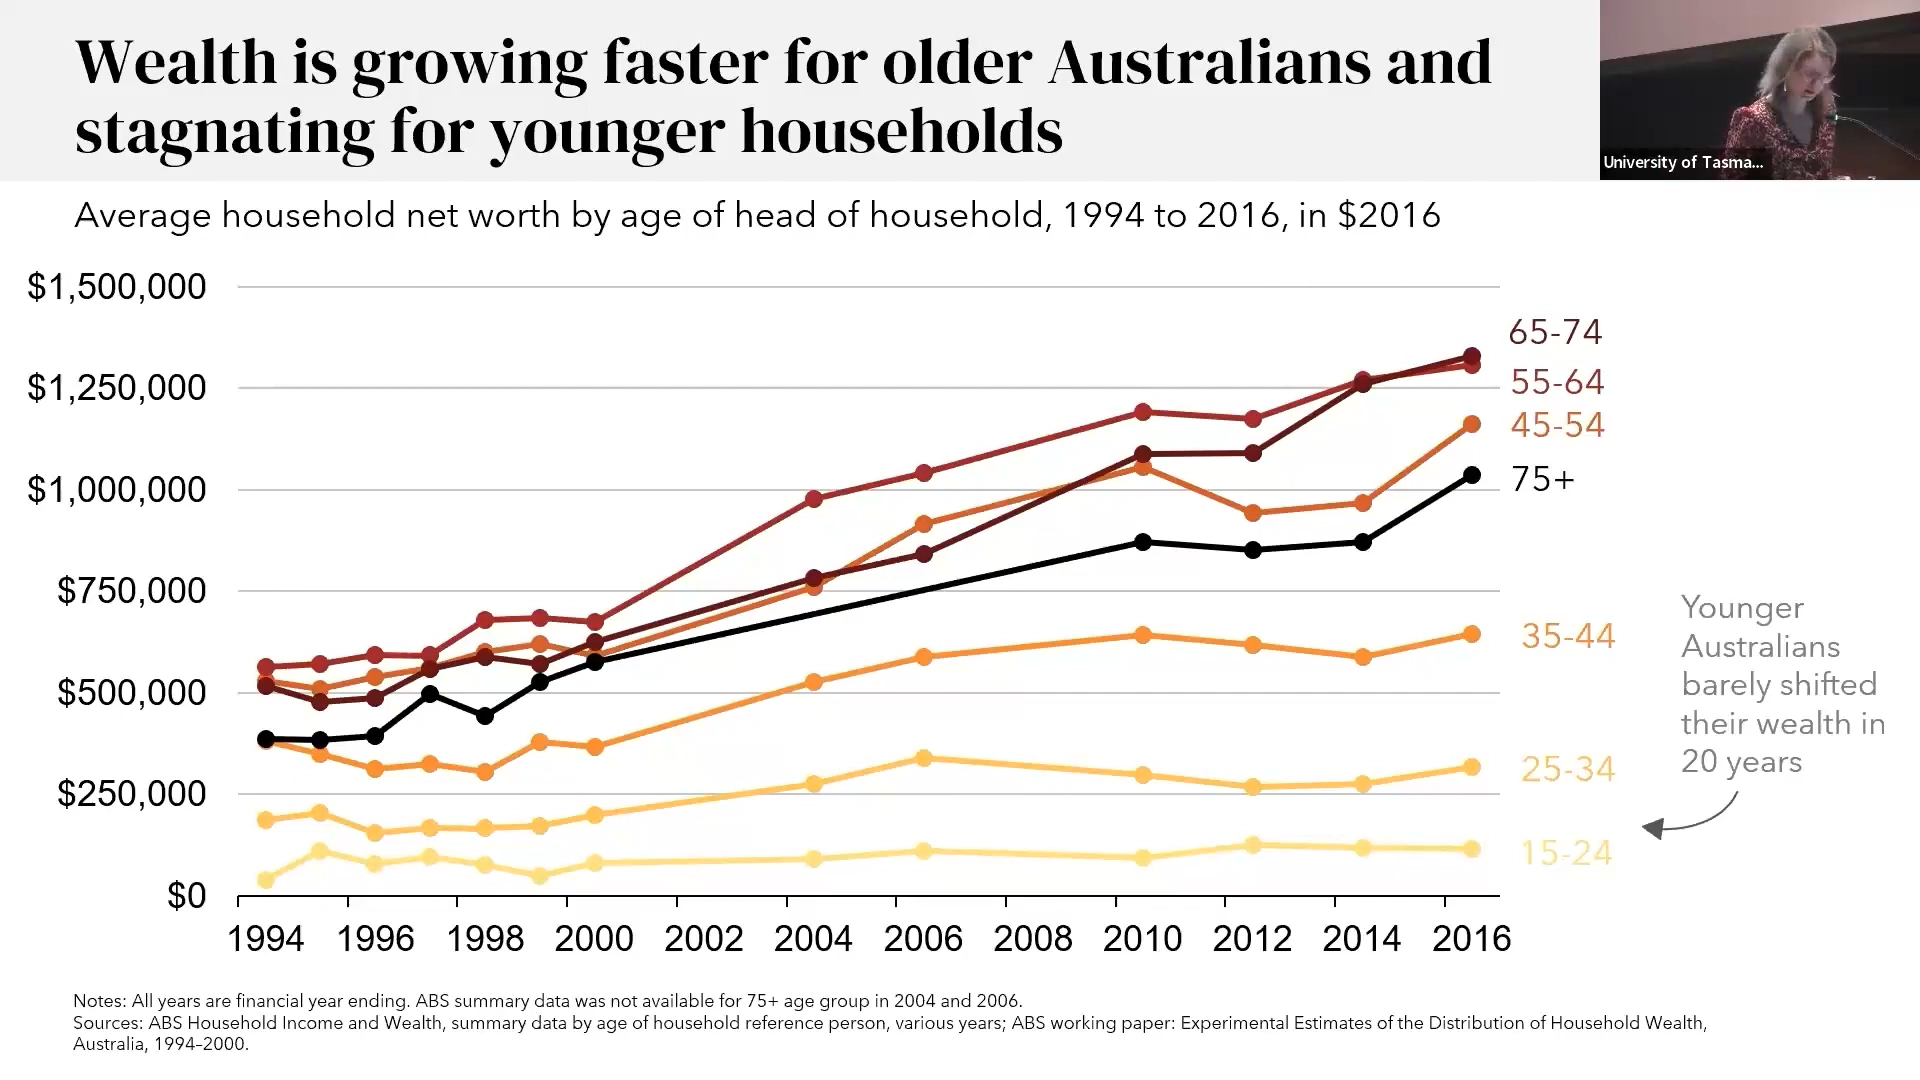 Wealth is growing faster for older Australians and
stagnating for younger households
University of Tasma...
Average household net worth by age of head of household, 1994 to 2016, in $2016
$1,500,000
$1,250,000
$1,000,000
$750,000
$500,000
$250,000
$0
65-74
55-64
45-54
75+
35-44
25-34
15-24
Younger
Australians
barely shifted
their wealth in
20 years
1994 1996 1998 2000 2002 2004 2006 2008 2010 2012 2014 2016
Notes: All years are financial year ending. ABS summary data was not available for 75+ age group in 2004 and 2006.
Sources: ABS Household Income and Wealth, summary data by age of household reference person, various years; ABS working paper: Experimental Estimates of the Distribution of Household Wealth,
Australia, 1994–2000.